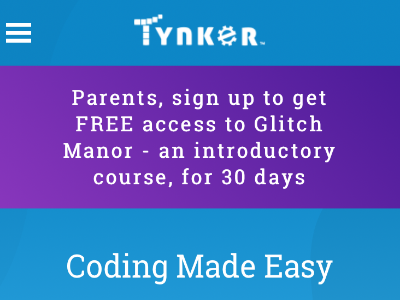 Tynker™
Parents, sign up to get
FREE access to Glitch
Manor - an introductory
course, for 30 days
Coding Made Easy